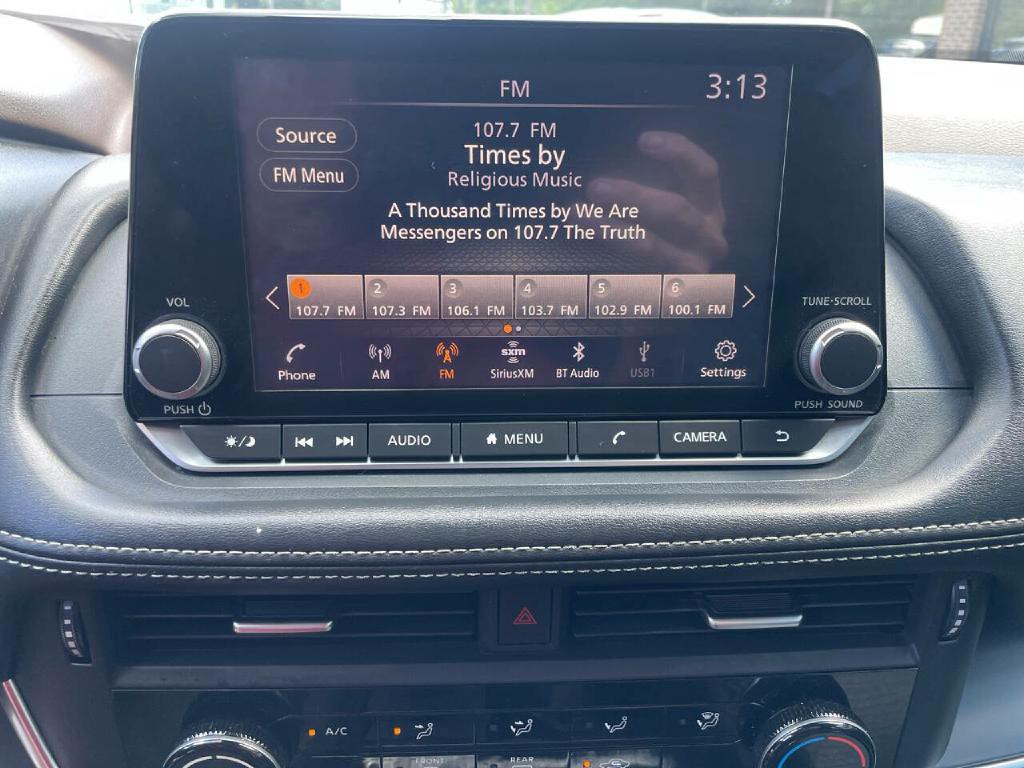 FM
3:13
Source
107.7 FM
Times by
FM Menu
Religious Music
A Thousand Times by We Are
Messengers on 107.7 The Truth
1
2
3
4
5
6
107.7 FM
107.3 FM
106.1 FM
103.7 FM
102.9 FM
100.1 FM
VOL
TUNE·SCROLL
Phone
AM
FM
sxm
SiriusXM
BT Audio
USB1
Settings
PUSH
PUSH SOUND
AUDIO
MENU
CAMERA
A/C
FRONT
REAR